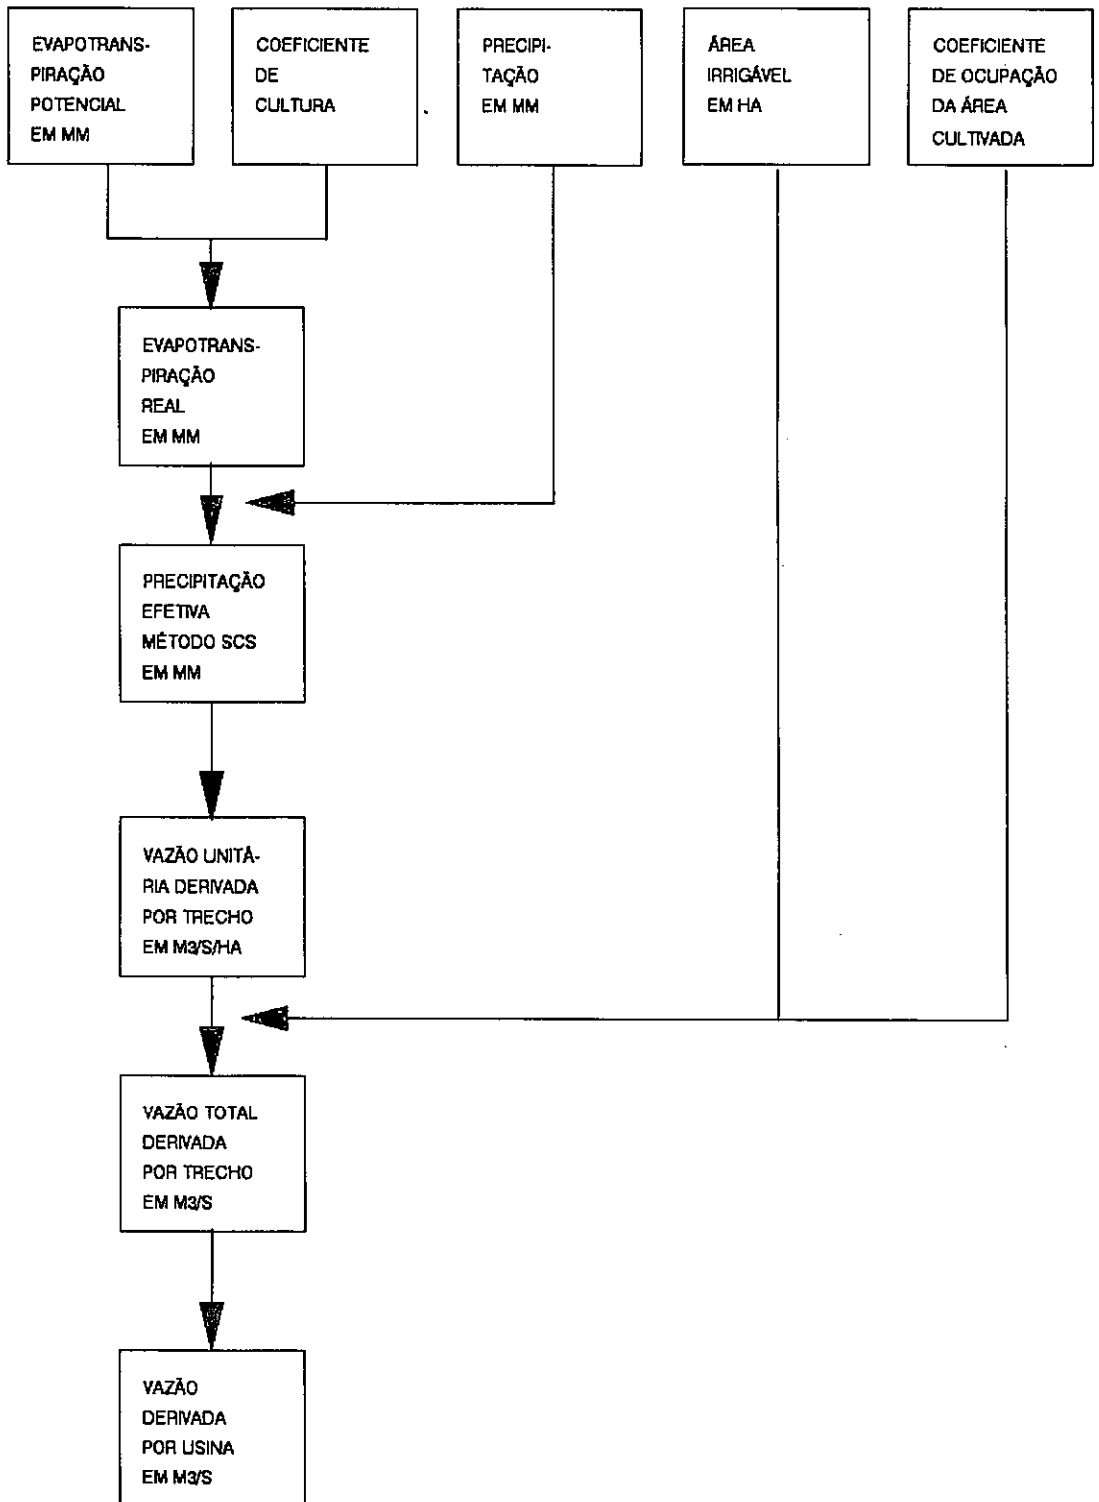 EVAPOTRANS-
PIRAÇÃO
POTENCIAL
EM MM
COEFICIENTE
DE
CULTURA
PRECIPI-
TAÇÃO
EM MM
ÁREA
IRRIGÁVEL
EM HA
COEFICIENTE
DE OCUPAÇÃO
DA ÁREA
CULTIVADA
EVAPOTRANS-
PIRAÇÃO
REAL
EM MM
PRECIPITAÇÃO
EFETIVA
MÉTODO SCS
EM MM
VAZÃO UNITÁ-
RIA DERIVADA
POR TRECHO
EM M3/S/HA
VAZÃO TOTAL
DERIVADA
POR TRECHO
EM M3/S
VAZÃO
DERIVADA
POR USINA
EM M3/S